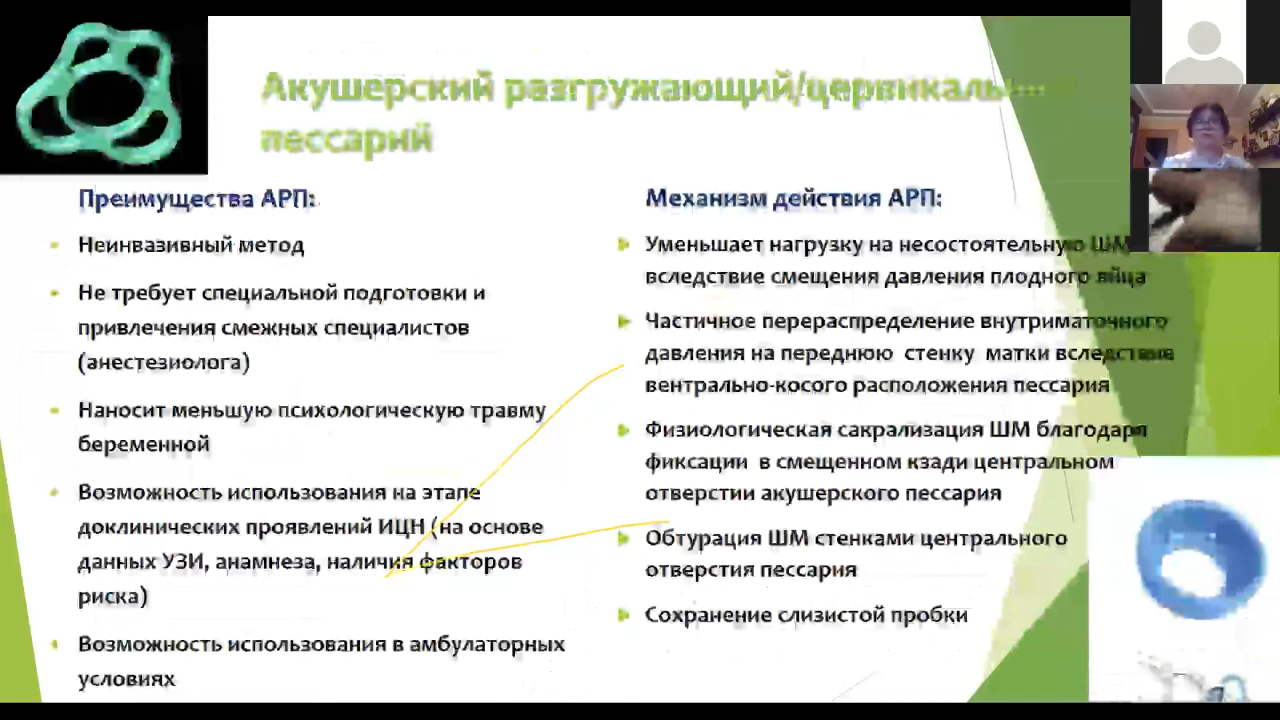 Акушерский разгружающий/цервикаль...
пессарий
Преимущества АРП:
Неинвазивный метод
Не требует специальной подготовки и
привлечения смежных специалистов
(анестезиолога)
Наносит меньшую психологическую травму
беременной
Возможность использования на этапе
доклинических проявлений ИЦН (на основе
данных УЗИ, анамнеза, наличия факторов
риска)
Возможность использования в амбулаторных
условиях
Механизм действия АРП:
Уменьшает нагрузку на несостоятельную ШМ
вследствие смещения давления плодного яйца
Частичное перераспределение внутриматочного
давления на переднюю стенку матки вследствие
вентрально-косого расположения пессария
Физиологическая сакрализация ШМ благодаря
фиксации в смещенном кзади центральном
отверстии акушерского пессария
Обтурация ШМ стенками центрального
отверстия пессария
Сохранение слизистой пробки